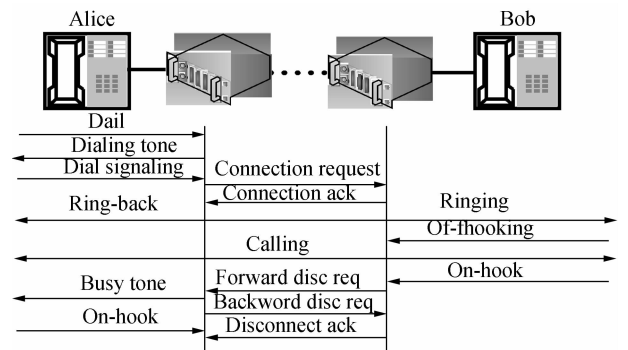 Alice Bob
Dail
Dialing tone
Dial signaling
Connection request
Connection ack
Ring-back Ringing
Of-fhooking
Calling
On-hook
Forward disc req
Busy tone
Backword disc req
On-hook
Disconnect ack